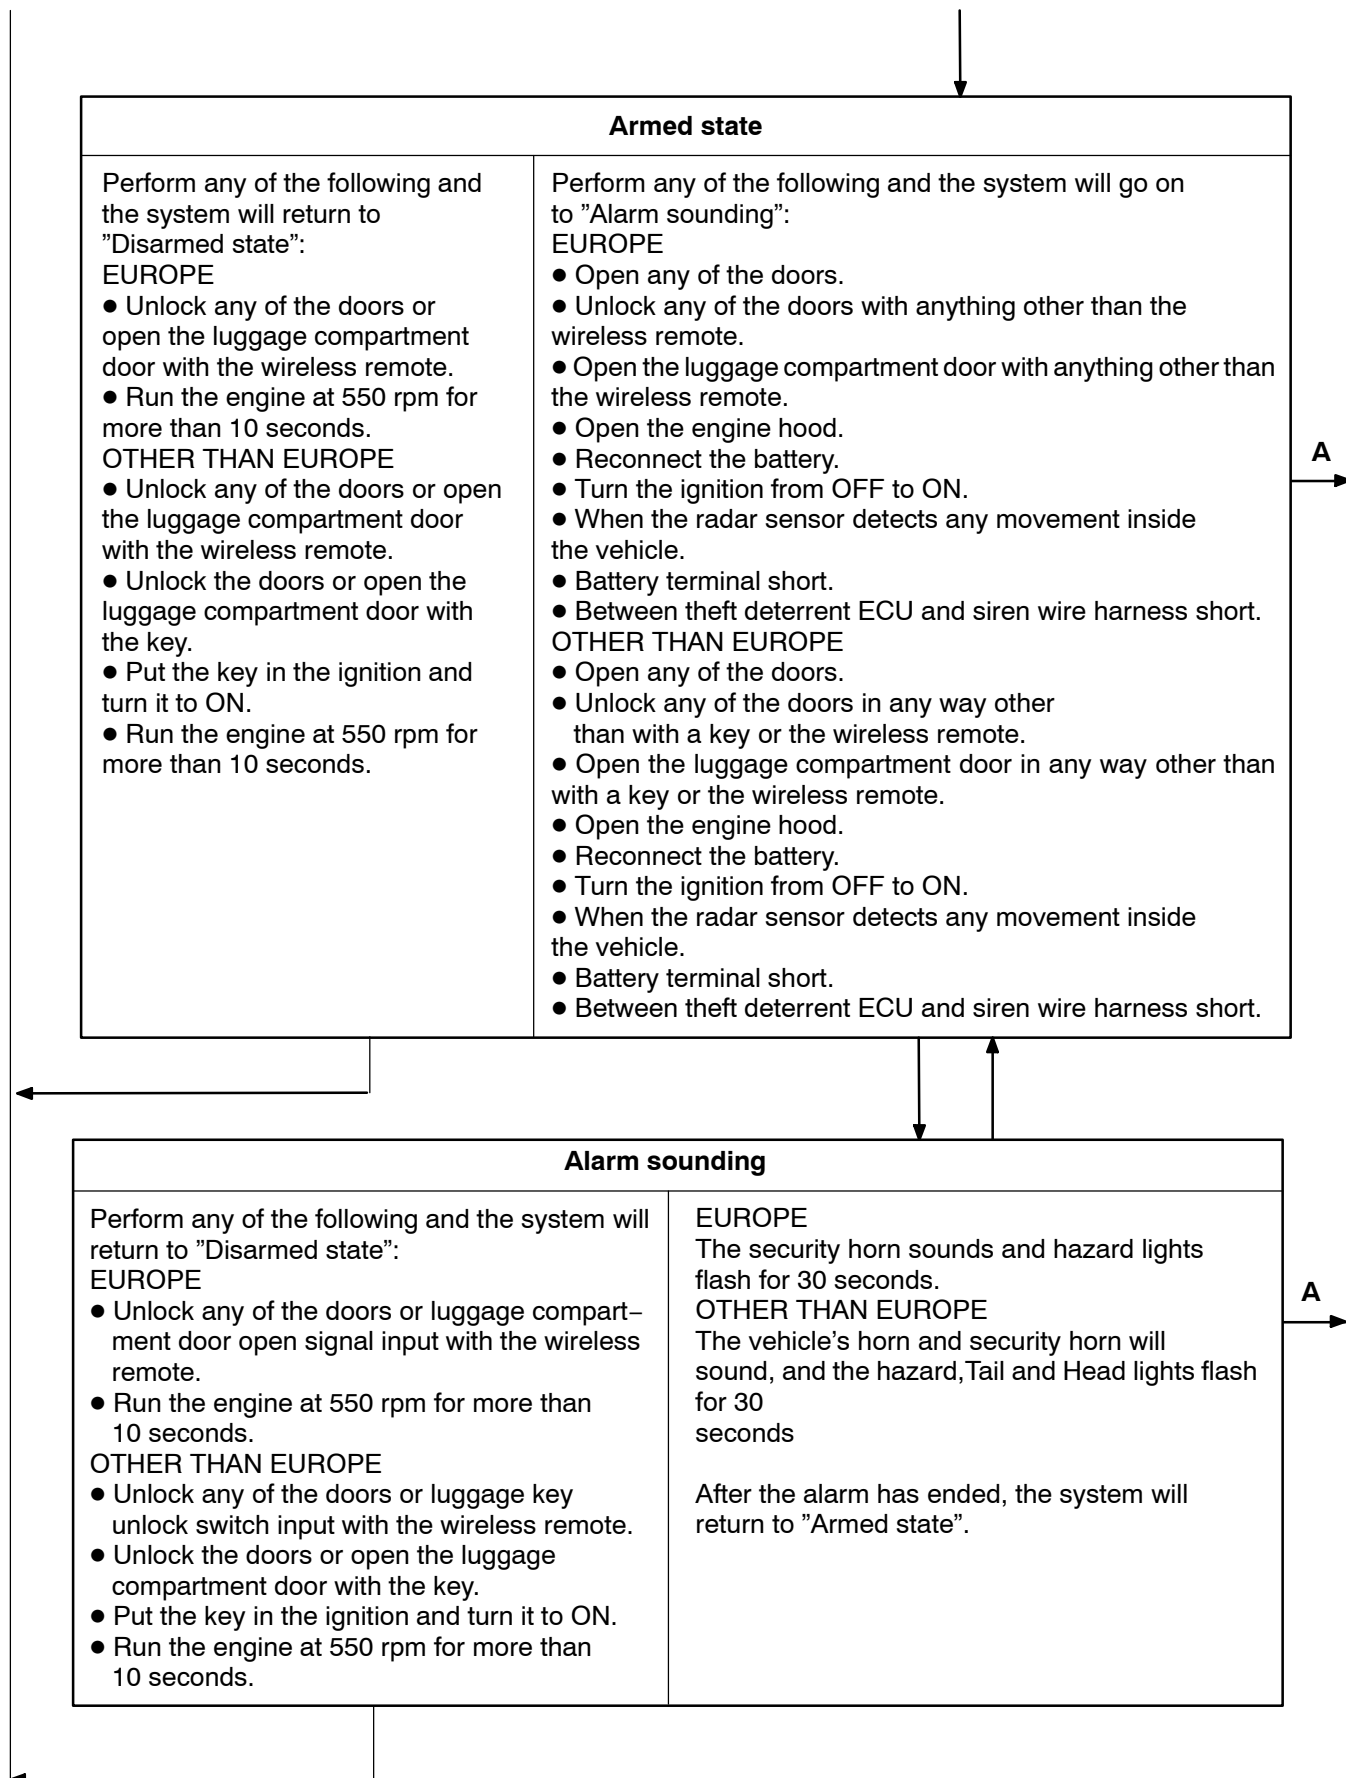 Armed state
Perform any of the following and
the system will return to
”Disarmed state”:
EUROPE
● Unlock any of the doors or
open the luggage compartment
door with the wireless remote.
● Run the engine at 550 rpm for
more than 10 seconds.
OTHER THAN EUROPE
● Unlock any of the doors or open
the luggage compartment door
with the wireless remote.
● Unlock the doors or open the
luggage compartment door with
the key.
● Put the key in the ignition and
turn it to ON.
● Run the engine at 550 rpm for
more than 10 seconds.
Perform any of the following and the system will go on
to ”Alarm sounding”:
EUROPE
● Open any of the doors.
● Unlock any of the doors with anything other than the
wireless remote.
● Open the luggage compartment door with anything other than
the wireless remote.
● Open the engine hood.
● Reconnect the battery.
● Turn the ignition from OFF to ON.
● When the radar sensor detects any movement inside
the vehicle.
● Battery terminal short.
● Between theft deterrent ECU and siren wire harness short.
OTHER THAN EUROPE
● Open any of the doors.
● Unlock any of the doors in any way other
than with a key or the wireless remote.
● Open the luggage compartment door in any way other than
with a key or the wireless remote.
● Open the engine hood.
● Reconnect the battery.
● Turn the ignition from OFF to ON.
● When the radar sensor detects any movement inside
the vehicle.
● Battery terminal short.
● Between theft deterrent ECU and siren wire harness short.
A
Alarm sounding
Perform any of the following and the system will
return to ”Disarmed state”:
EUROPE
● Unlock any of the doors or luggage compart–
ment door open signal input with the wireless
remote.
● Run the engine at 550 rpm for more than
10 seconds.
OTHER THAN EUROPE
● Unlock any of the doors or luggage key
unlock switch input with the wireless remote.
● Unlock the doors or open the luggage
compartment door with the key.
● Put the key in the ignition and turn it to ON.
● Run the engine at 550 rpm for more than
10 seconds.
EUROPE
The security horn sounds and hazard lights
flash for 30 seconds.
OTHER THAN EUROPE
The vehicle’s horn and security horn will
sound, and the hazard,Tail and Head lights flash
for 30
seconds
After the alarm has ended, the system will
return to ”Armed state”.
A